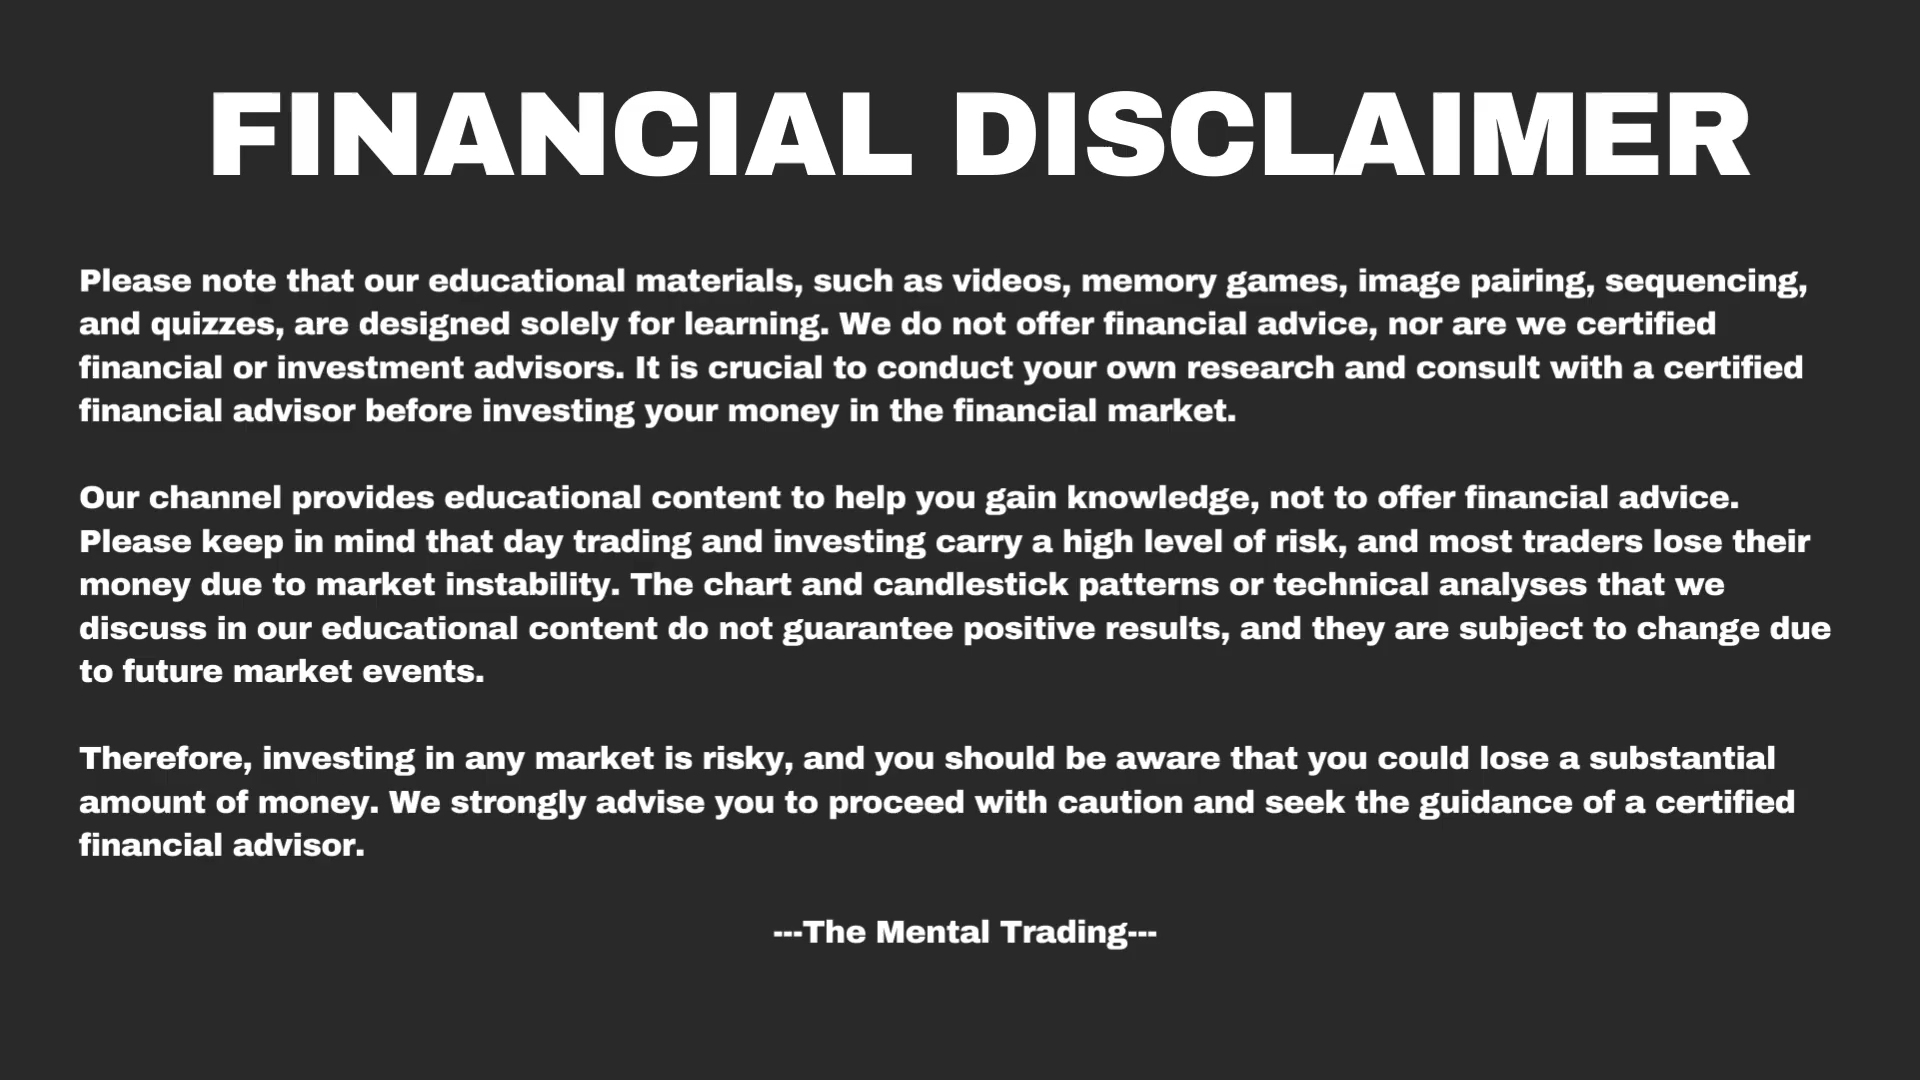 FINANCIAL DISCLAIMER
Please note that our educational materials, such as videos, memory games, image pairing, sequencing,
and quizzes, are designed solely for learning. We do not offer financial advice, nor are we certified
financial or investment advisors. It is crucial to conduct your own research and consult with a certified
financial advisor before investing your money in the financial market.
Our channel provides educational content to help you gain knowledge, not to offer financial advice.
Please keep in mind that day trading and investing carry a high level of risk, and most traders lose their
money due to market instability. The chart and candlestick patterns or technical analyses that we
discuss in our educational content do not guarantee positive results, and they are subject to change due
to future market events.
Therefore, investing in any market is risky, and you should be aware that you could lose a substantial
amount of money. We strongly advise you to proceed with caution and seek the guidance of a certified
financial advisor.
---The Mental Trading---